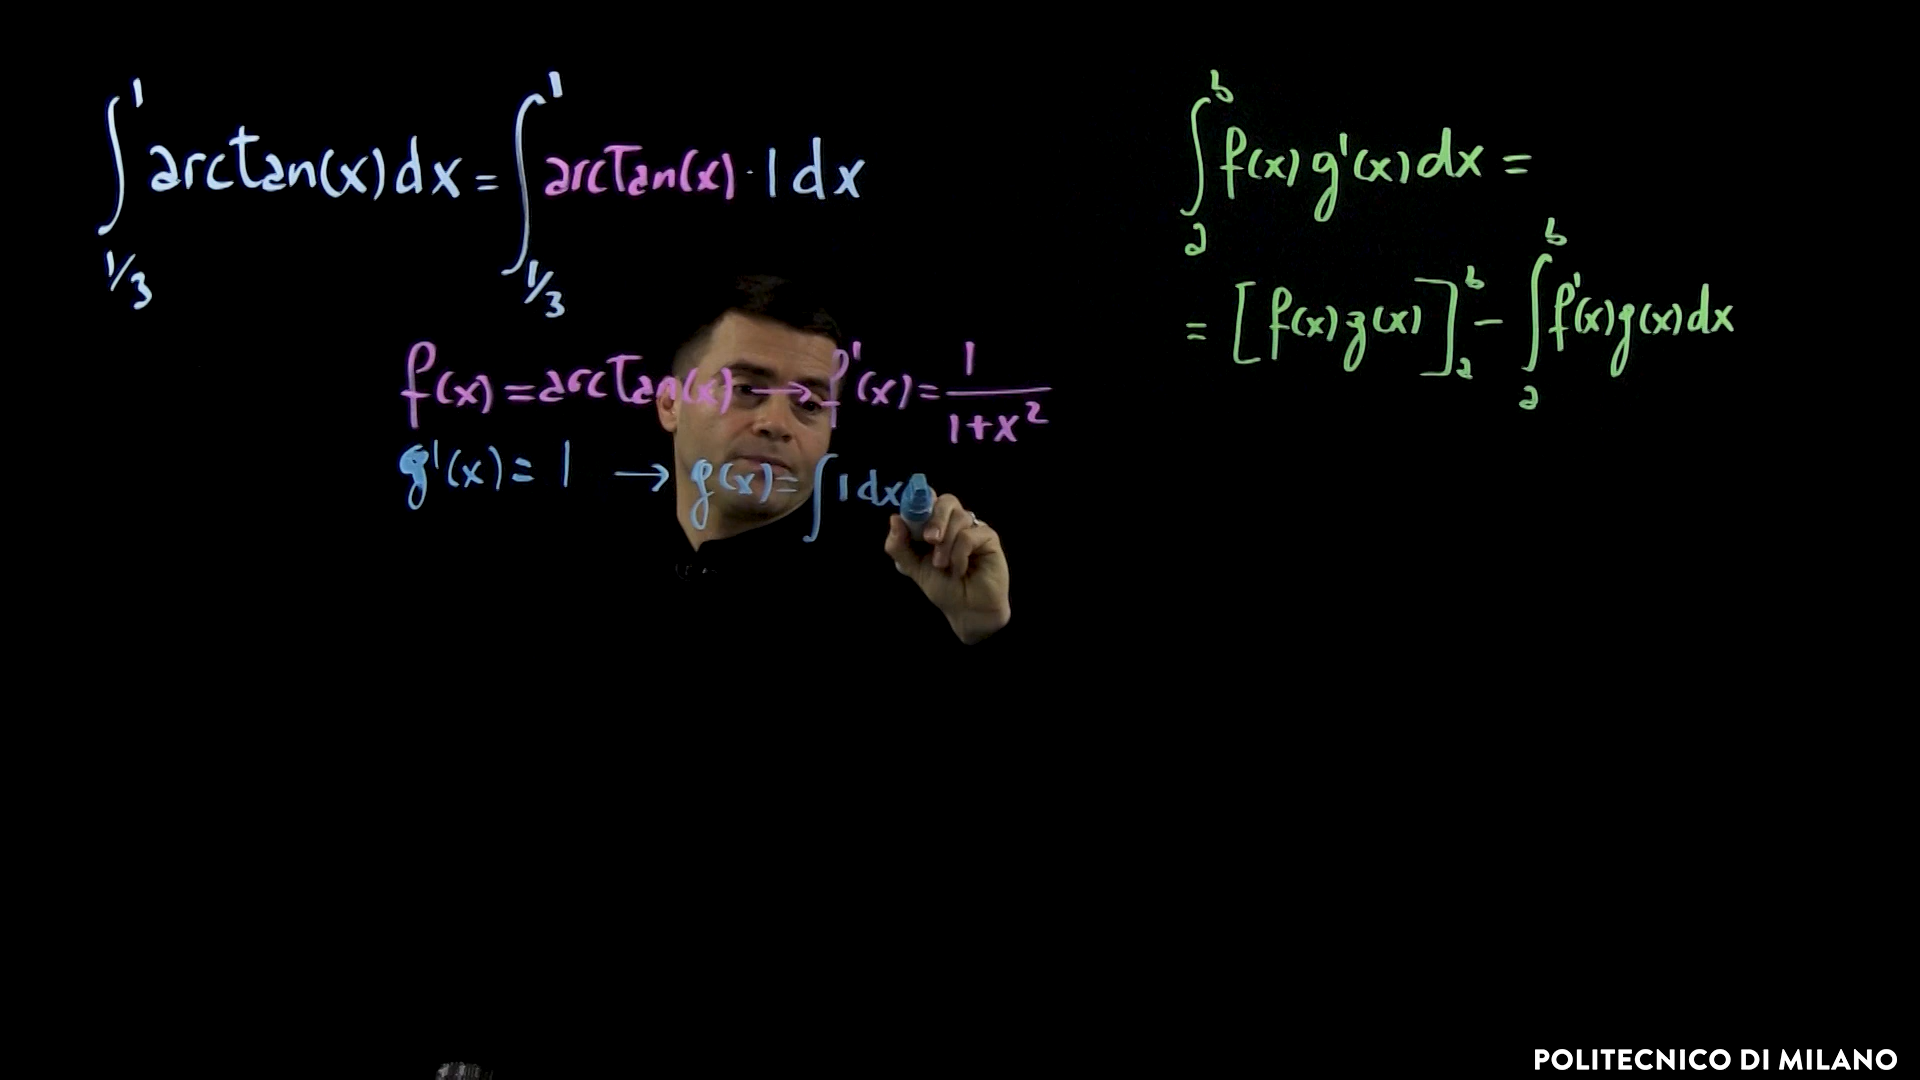 ∫_{1/3}^{1} arctan(x) dx = ∫_{1/3}^{1} arctan(x) · 1 dx
f(x) = arctan(x) → f'(x) = 1/(1+x²)
g'(x) = 1 → g(x) = ∫ 1 dx
∫_a^b f(x) g'(x) dx =
= [f(x) g(x)]_a^b − ∫_a^b f'(x) g(x) dx
POLITECNICO DI MILANO